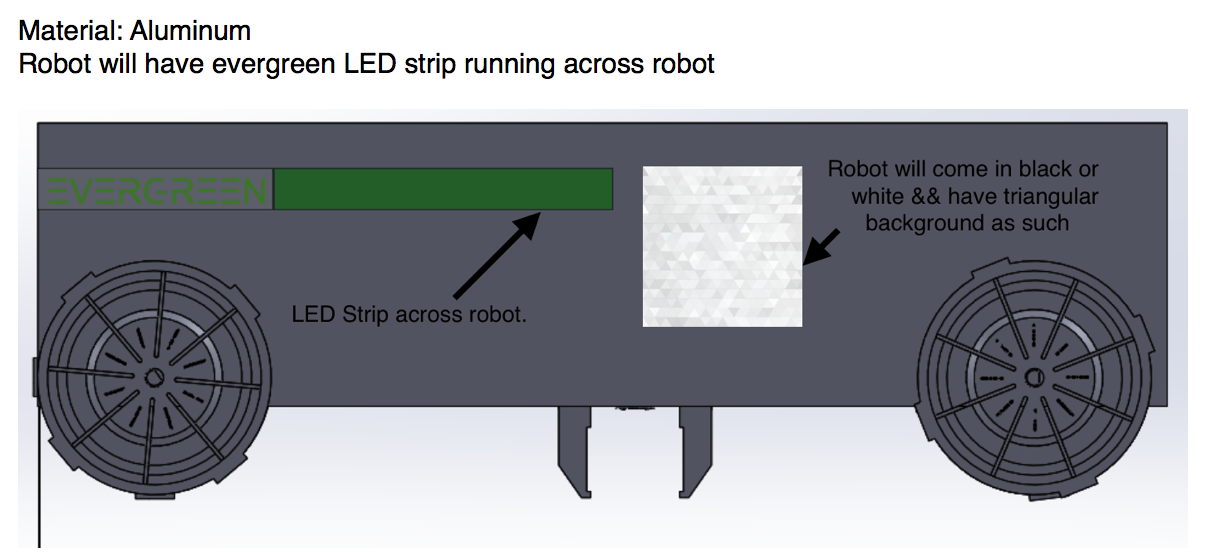 Material: Aluminum
Robot will have evergreen LED strip running across robot
EVERGREEN
Robot will come in black or
white && have triangular
background as such
LED Strip across robot.